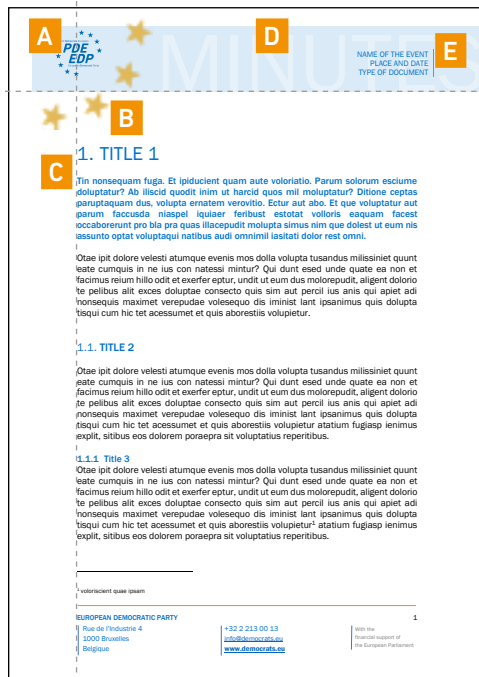 A
D
E
PDE
EDP
MINUTES
NAME OF THE EVENT
PLACE AND DATE
TYPE OF DOCUMENT
B
C
1. TITLE 1
Tin nonsequam fuga. Et ipiducient quam aute voloriatio. Parum solorum esciume
doluptatur? Ab iliscid quodit inim ut harcid quos mil moluptatur? Ditione ceptas
paruptaquam dus, volupta ernatem verovitio. Ectur aut abo. Et que voluptatur aut
parum faccusda niaspel iquiaer feribust estotat volloris eaquam facest
occaborerunt pro bla pra quas illacepudit molupta simus nim que dolest ut eum nis
assunto optat voluptaqui natibus audi omnimil iasitati dolor rest omni.
Otae ipit dolore velesti atumque evenis mos dolla volupta tusandus milissiniet quunt
eate cumquis in ne ius con natessi mintur? Qui dunt esed unde quate ea non et
facimus reium hillo odit et exerfer eptur, undit ut eum dus molorepudit, aligent dolorio
te pelibus alit exces doluptae consecto quis sim aut percil ius anis qui apiet adi
nonsequis maximet verepudae volesequo dis iminist lant ipsanimus quis dolupta
tisqui cum hic tet acessumet et quis aborestiis volupietur.
1.1. TITLE 2
Otae ipit dolore velesti atumque evenis mos dolla volupta tusandus milissiniet quunt
eate cumquis in ne ius con natessi mintur? Qui dunt esed unde quate ea non et
facimus reium hillo odit et exerfer eptur, undit ut eum dus molorepudit, aligent dolorio
te pelibus alit exces doluptae consecto quis sim aut percil ius anis qui apiet adi
nonsequis maximet verepudae volesequo dis iminist lant ipsanimus quis dolupta
tisqui cum hic tet acessumet et quis aborestiis volupietur atatium fugiasp ienimus
explit, sitibus eos dolorem poraepra sit voluptatius reperitibus.
1.1.1 Title 3
Otae ipit dolore velesti atumque evenis mos dolla volupta tusandus milissiniet quunt
eate cumquis in ne ius con natessi mintur? Qui dunt esed unde quate ea non et
facimus reium hillo odit et exerfer eptur, undit ut eum dus molorepudit, aligent dolorio
te pelibus alit exces doluptae consecto quis sim aut percil ius anis qui apiet adi
nonsequis maximet verepudae volesequo dis iminist lant ipsanimus quis dolupta
tisqui cum hic tet acessumet et quis aborestiis volupietur¹ atatium fugiasp ienimus
explit, sitibus eos dolorem poraepra sit voluptatius reperitibus.
¹ voloriscient quae ipsam
EUROPEAN DEMOCRATIC PARTY 1
Rue de l'Industrie 4
1000 Bruxelles
Belgique
+32 2 213 00 13
info@democrats.eu
www.democrats.eu
With the
financial support of
the European Parliament